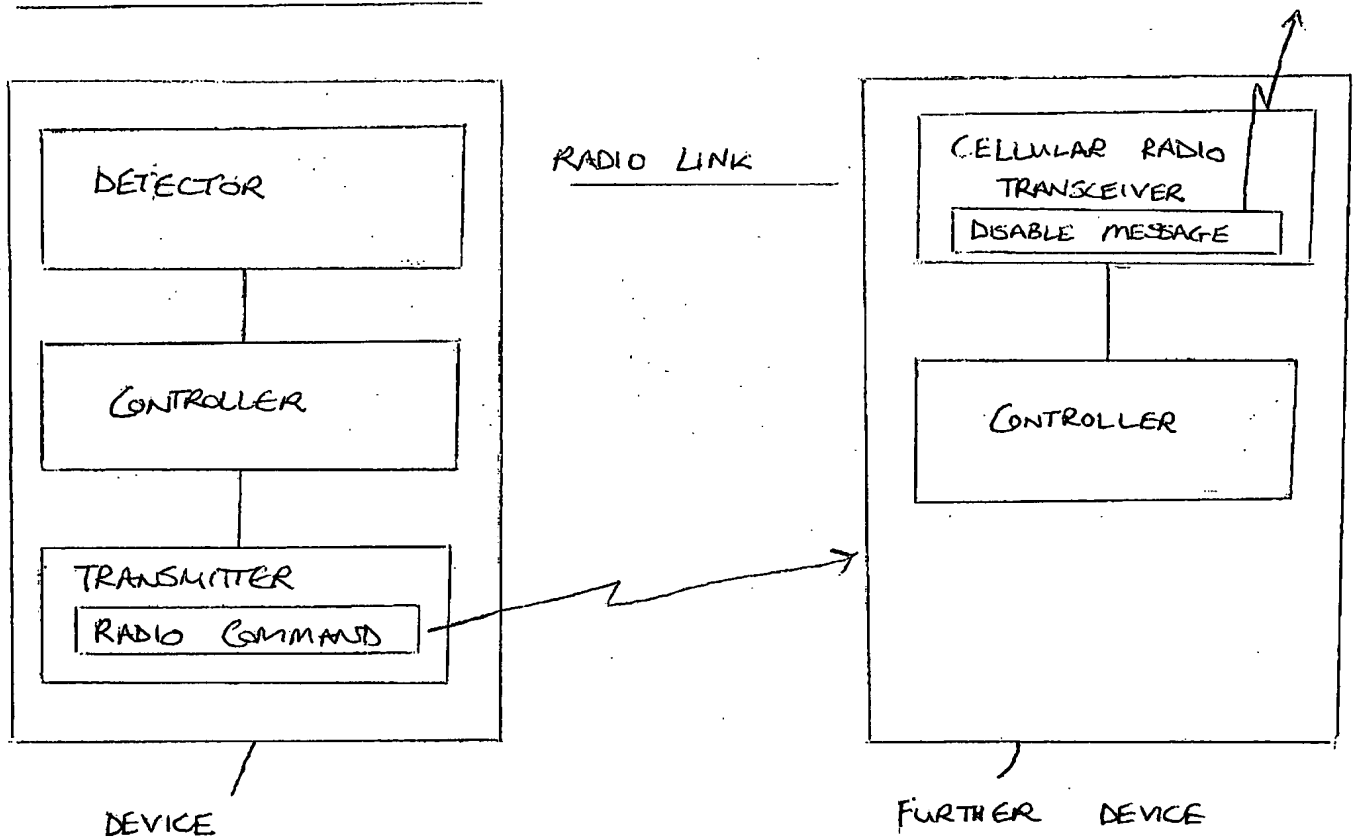 DETECTOR
CONTROLLER
TRANSMITTER
RADIO COMMAND
DEVICE
RADIO LINK
CELLULAR RADIO
TRANSCEIVER
DISABLE MESSAGE
CONTROLLER
FURTHER DEVICE